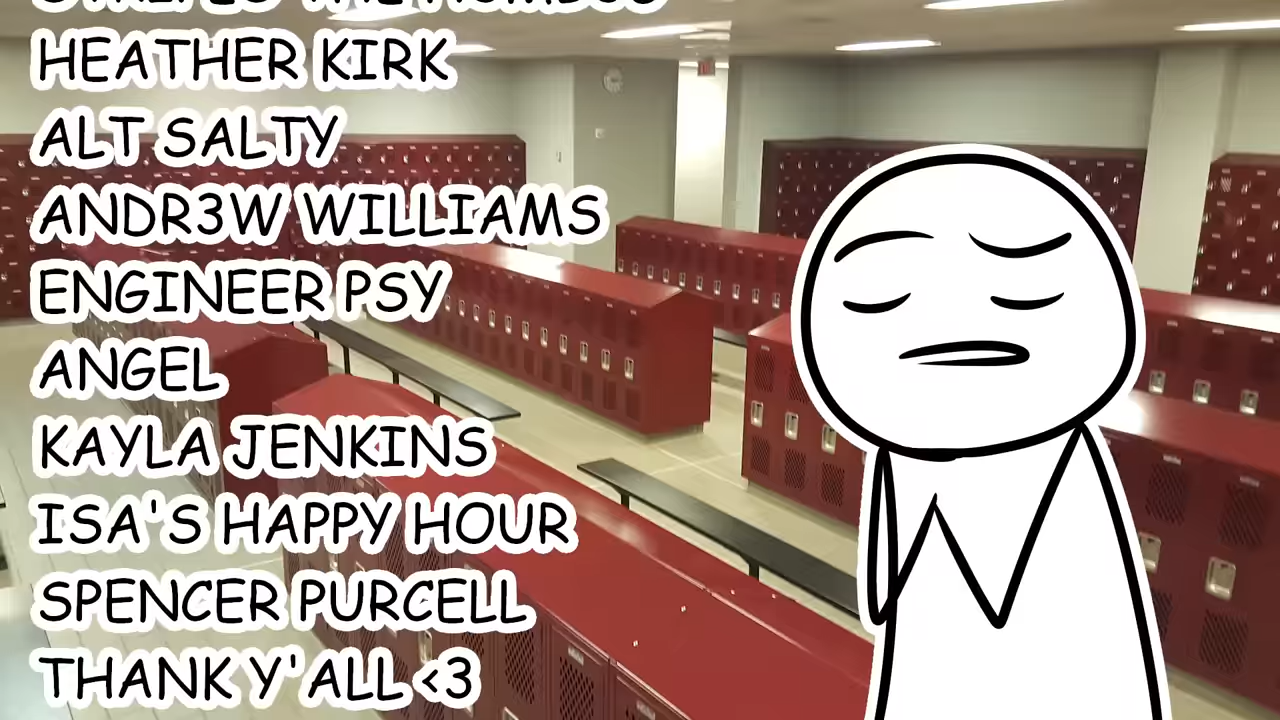 HEATHER KIRK
ALT SALTY
ANDR3W WILLIAMS
ENGINEER PSY
ANGEL
KAYLA JENKINS
ISA'S HAPPY HOUR
SPENCER PURCELL
THANK Y'ALL <3